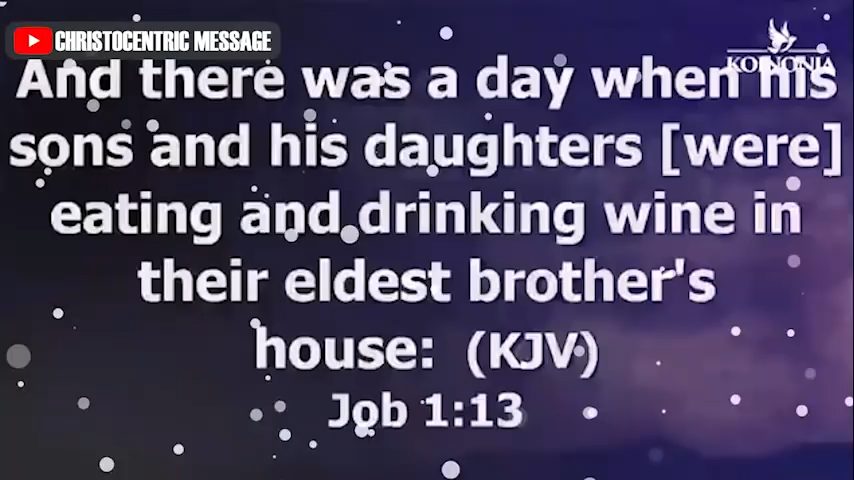 CHRISTOCENTRIC MESSAGE
KOINONIA
And there was a day when his
sons and his daughters [were]
eating and drinking wine in
their eldest brother's
house: (KJV)
Job 1:13